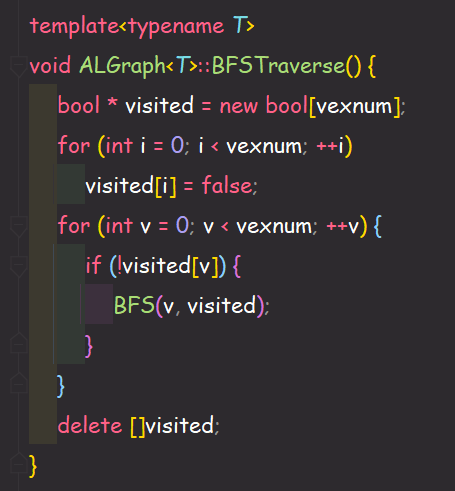 template<typename T>
void ALGraph<T>::BFSTraverse() {
bool * visited = new bool[vexnum];
for (int i = 0; i < vexnum; ++i)
visited[i] = false;
for (int v = 0; v < vexnum; ++v) {
if (!visited[v]) {
BFS(v, visited);
}
}
delete []visited;
}